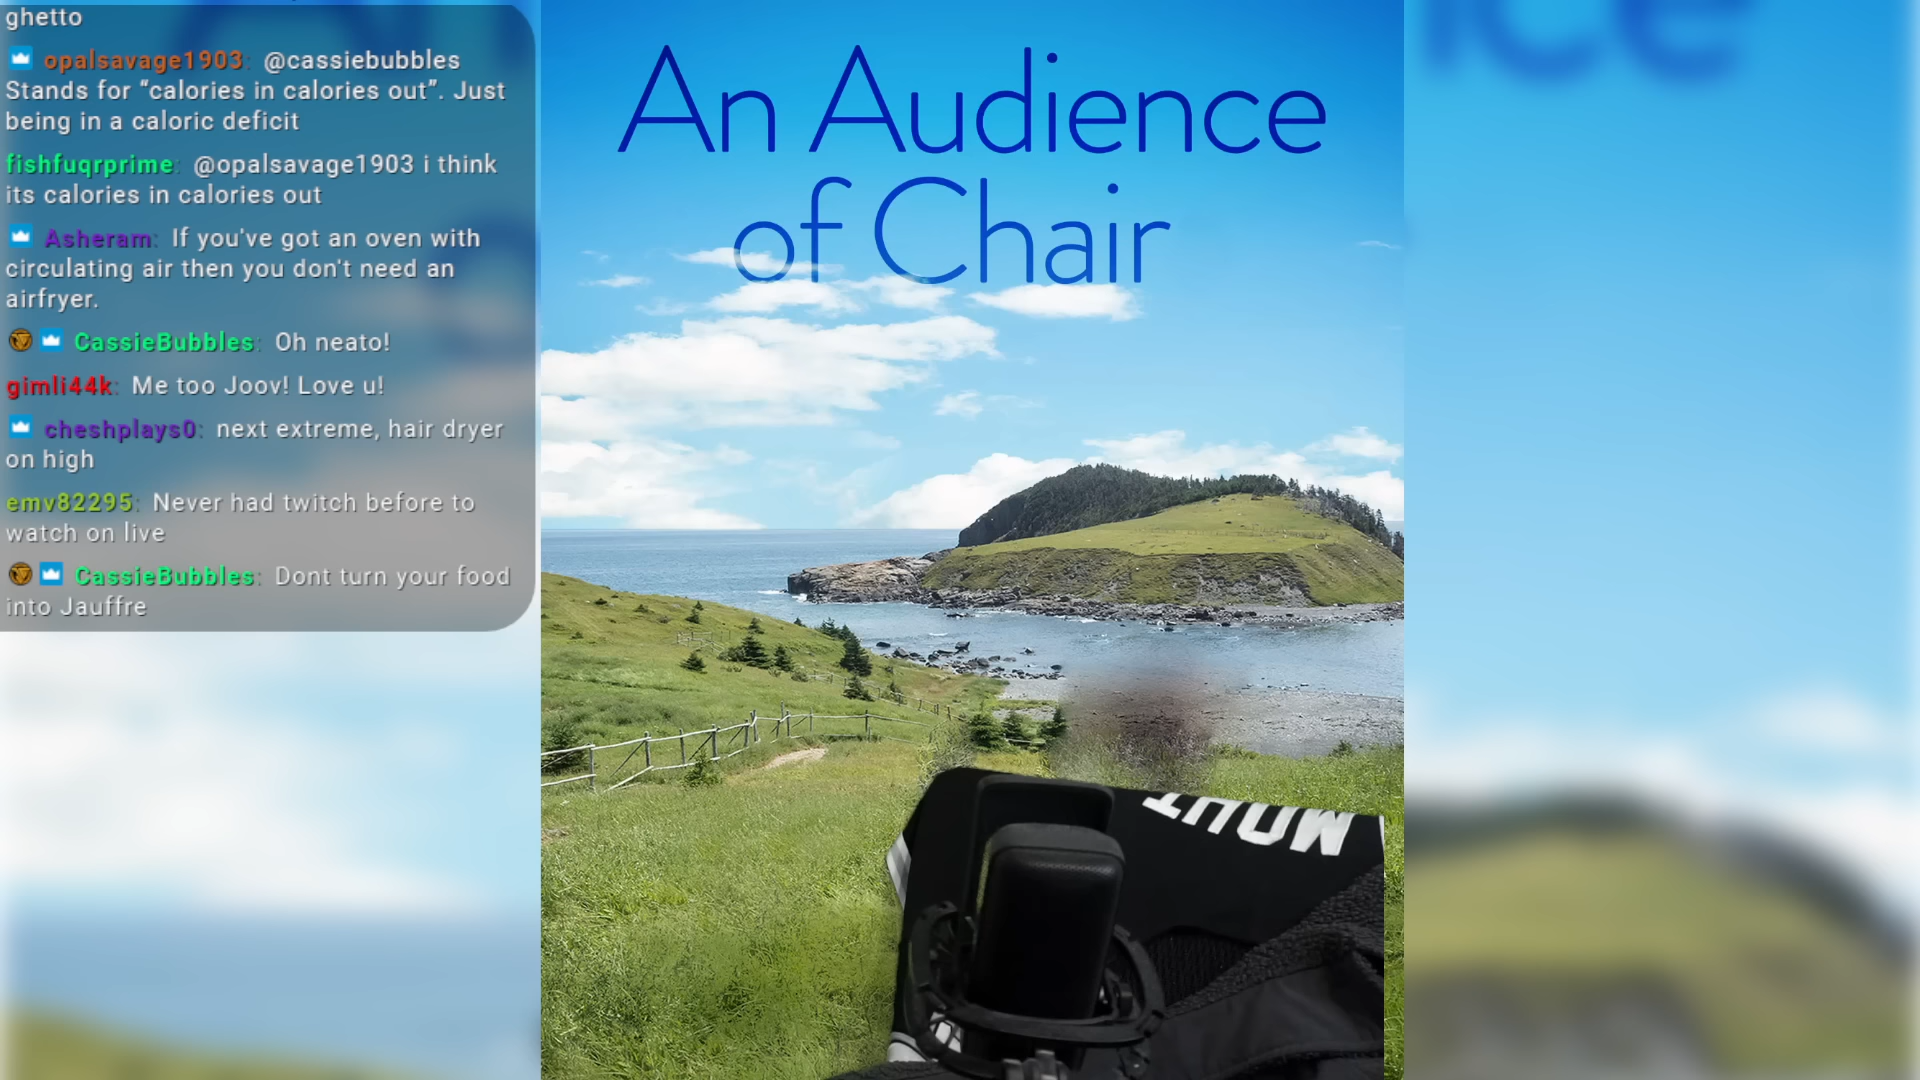 ghetto
opalsavage1903: @cassiebubbles
Stands for “calories in calories out”. Just
being in a caloric deficit
fishfuqrprime: @opalsavage1903 i think
its calories in calories out
Asheram: If you've got an oven with
circulating air then you don't need an
airfryer.
CassieBubbles: Oh neato!
gimli44k: Me too Joov! Love u!
cheshplays0: next extreme, hair dryer
on high
emv82295: Never had twitch before to
watch on live
CassieBubbles: Dont turn your food
into Jauffre
An Audience
of Chair